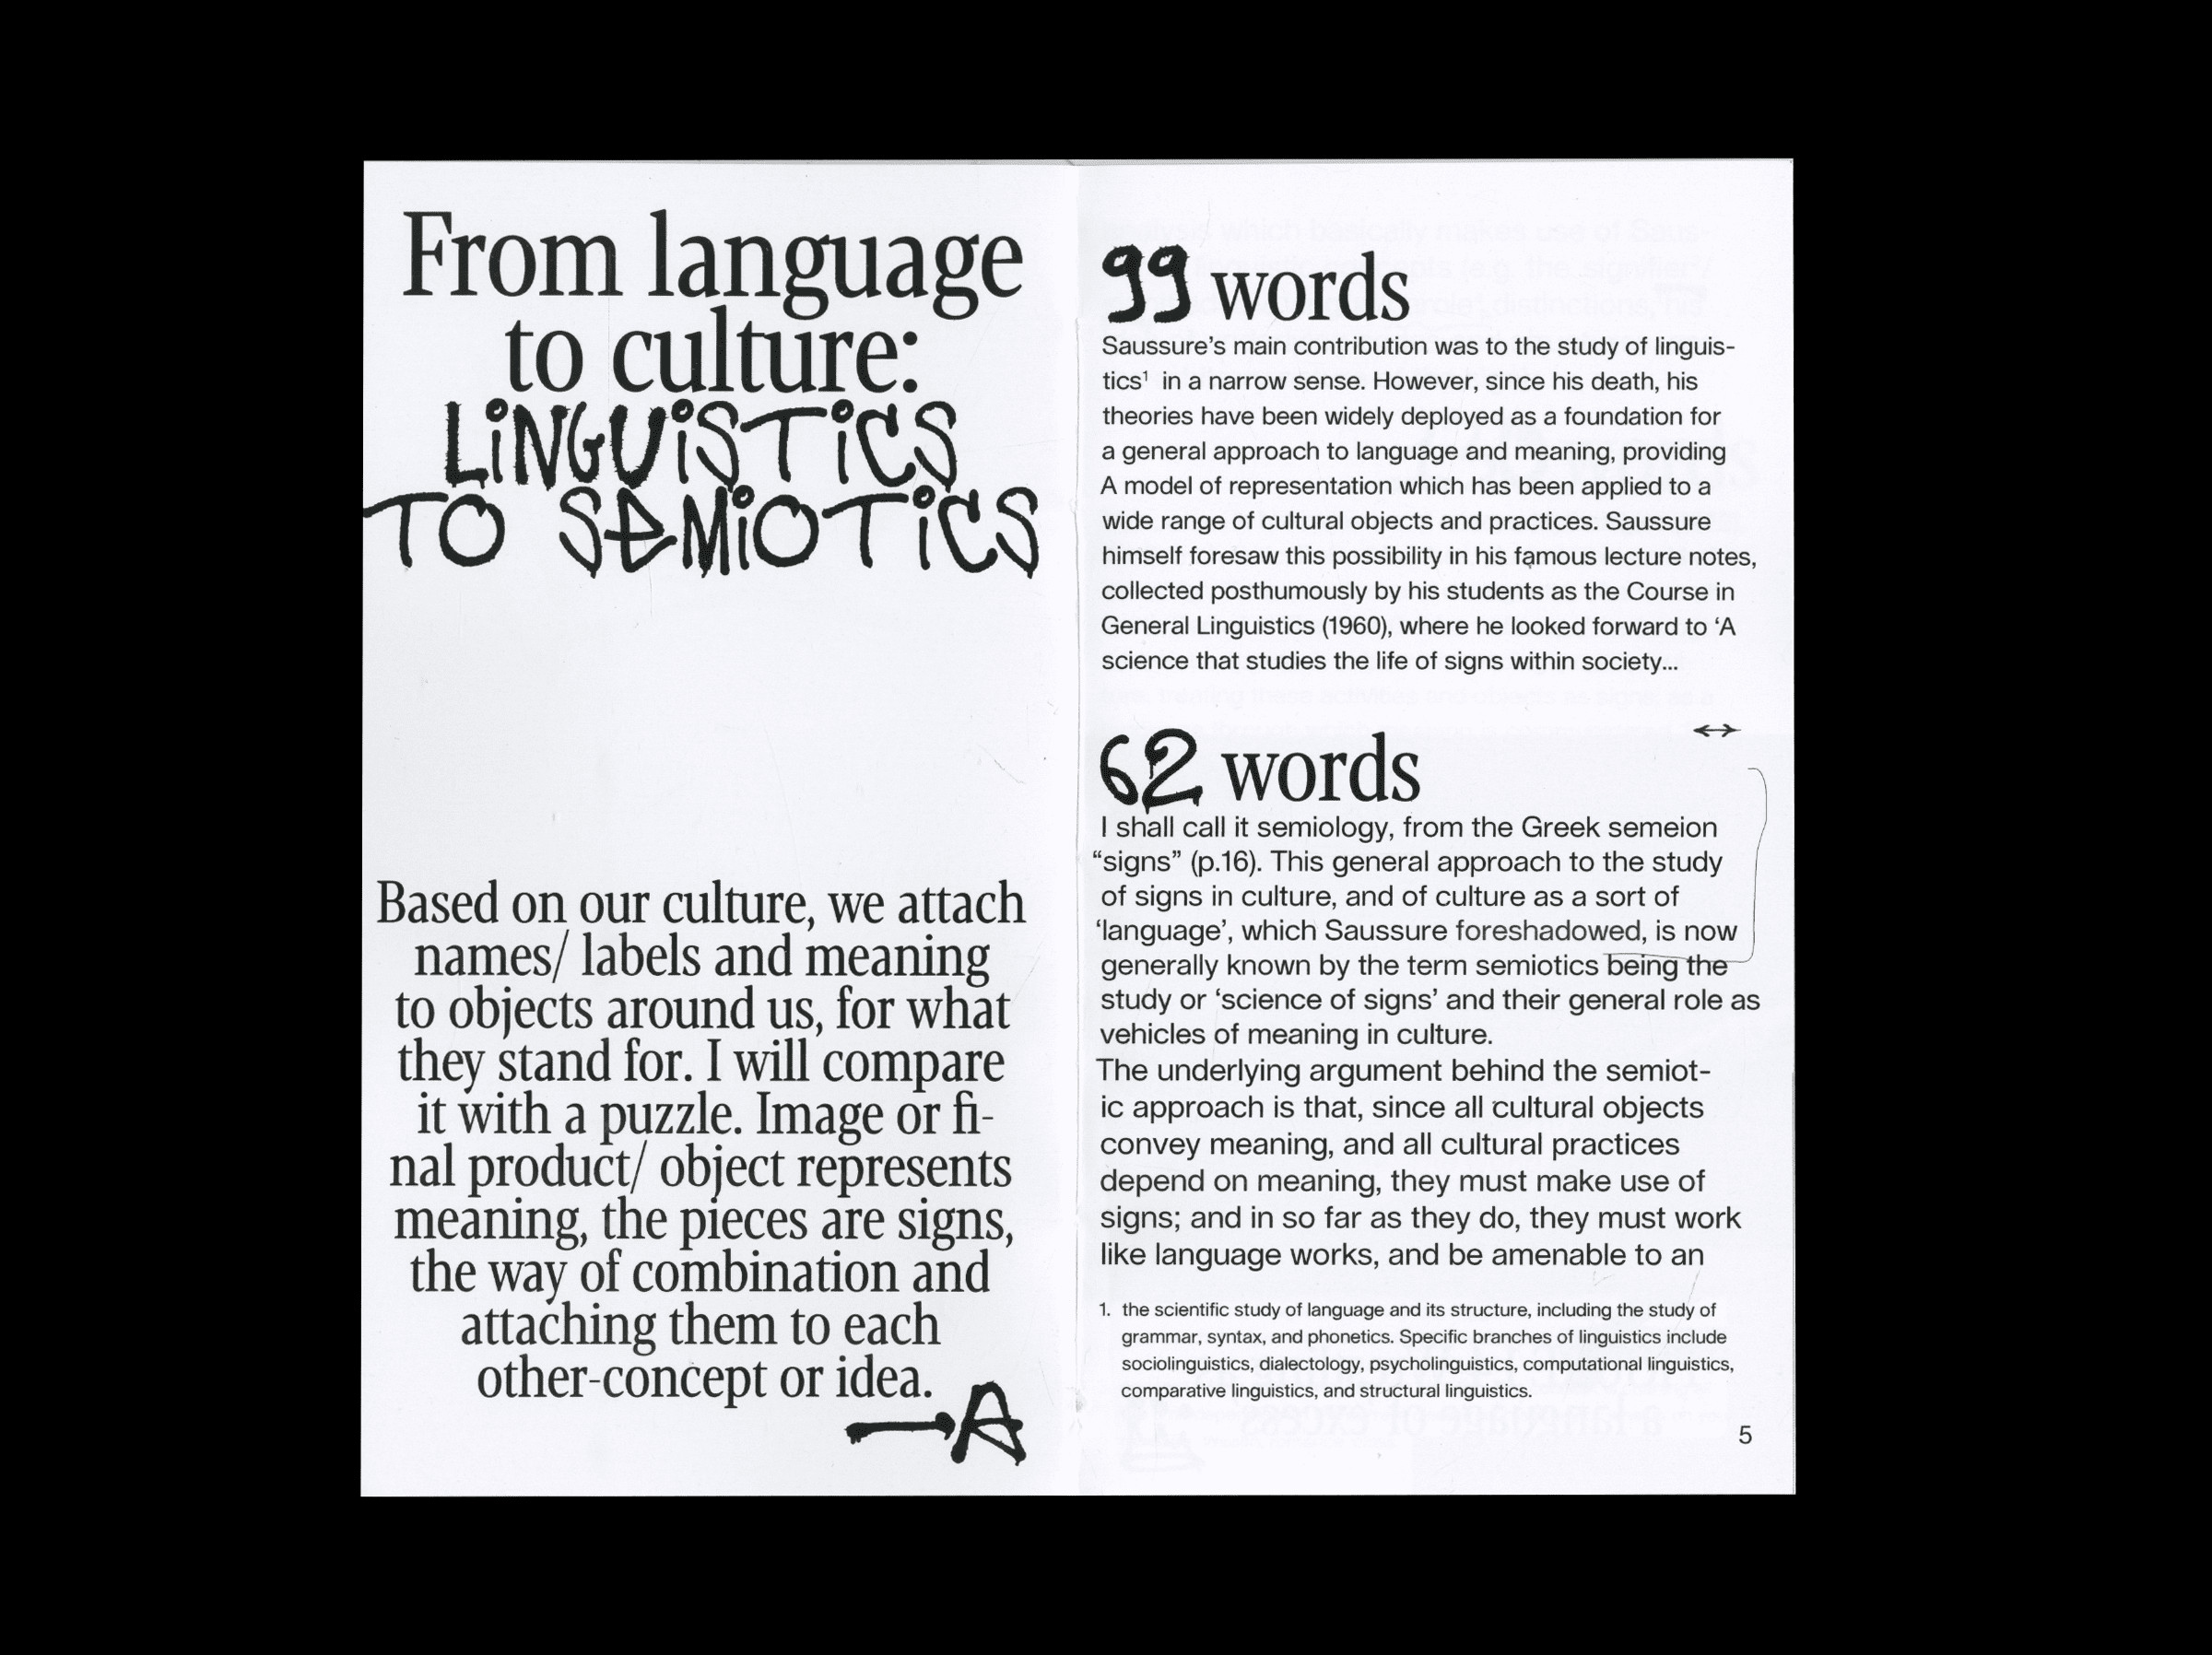 From language
to culture:
LiNGUiSTiCS
TO SEMiOTiCS
Based on our culture, we attach
names/ labels and meaning
to objects around us, for what
they stand for. I will compare
it with a puzzle. Image or fi-
nal product/ object represents
meaning, the pieces are signs,
the way of combination and
attaching them to each
other-concept or idea.
→A
99 words
Saussure’s main contribution was to the study of linguis-
tics¹ in a narrow sense. However, since his death, his
theories have been widely deployed as a foundation for
a general approach to language and meaning, providing
A model of representation which has been applied to a
wide range of cultural objects and practices. Saussure
himself foresaw this possibility in his famous lecture notes,
collected posthumously by his students as the Course in
General Linguistics (1960), where he looked forward to ‘A
science that studies the life of signs within society...
↔
62 words
I shall call it semiology, from the Greek semeion
“signs” (p.16). This general approach to the study
of signs in culture, and of culture as a sort of
‘language’, which Saussure foreshadowed, is now
generally known by the term semiotics being the
study or ‘science of signs’ and their general role as
vehicles of meaning in culture.
The underlying argument behind the semiot-
ic approach is that, since all cultural objects
convey meaning, and all cultural practices
depend on meaning, they must make use of
signs; and in so far as they do, they must work
like language works, and be amenable to an
1. the scientific study of language and its structure, including the study of
grammar, syntax, and phonetics. Specific branches of linguistics include
sociolinguistics, dialectology, psycholinguistics, computational linguistics,
comparative linguistics, and structural linguistics.
5